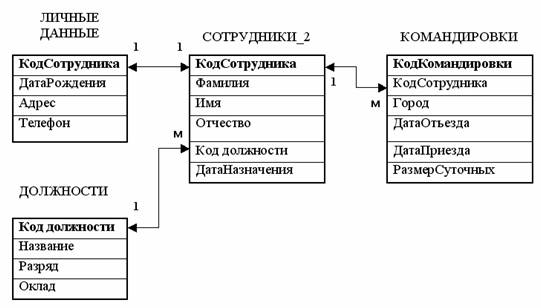 ЛИЧНЫЕ
ДАННЫЕ
КодСотрудника
ДатаРождения
Адрес
Телефон
1
1
СОТРУДНИКИ_2
КодСотрудника
Фамилия
Имя
Отчество
Код должности
ДатаНазначения
1
м
м
КОМАНДИРОВКИ
КодКомандировки
КодСотрудника
Город
ДатаОтьезда
ДатаПриезда
РазмерСуточных
ДОЛЖНОСТИ
1
Код должности
Название
Разряд
Оклад